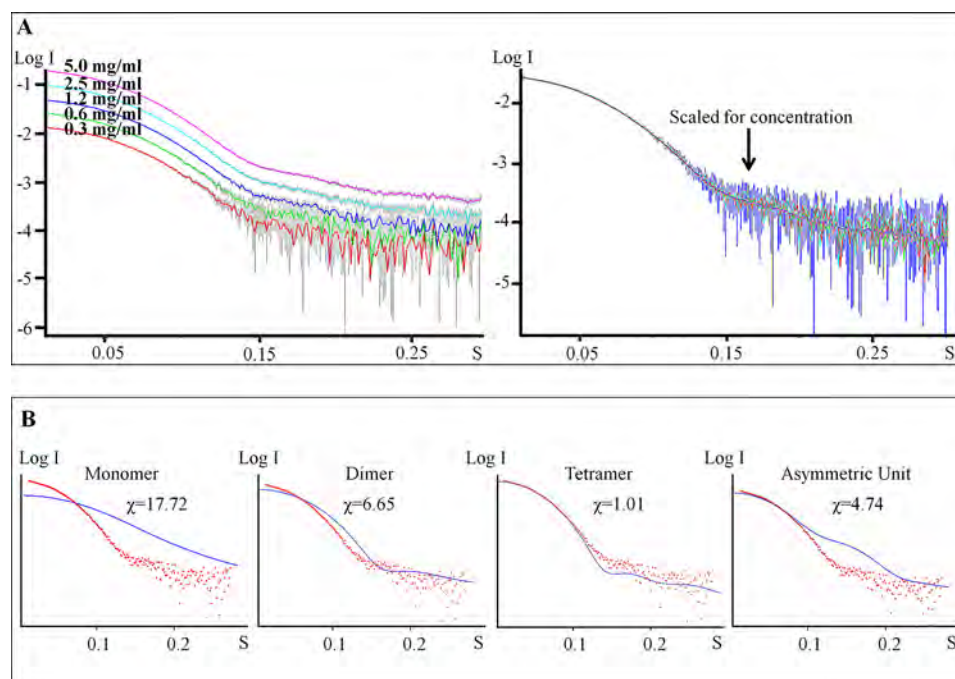 A
Log I
5.0 mg/ml
2.5 mg/ml
1.2 mg/ml
0.6 mg/ml
0.3 mg/ml
-1
-2
-3
-4
-5
-6
0.05
0.15
0.25
S
Log I
Scaled for concentration
-2
-3
-4
-5
0.05
0.15
0.25
S
B
Log I
Monomer
χ=17.72
0.1
0.2
S
Log I
Dimer
χ=6.65
0.1
0.2
S
Log I
Tetramer
χ=1.01
0.1
0.2
S
Log I
Asymmetric Unit
χ=4.74
0.1
0.2
S